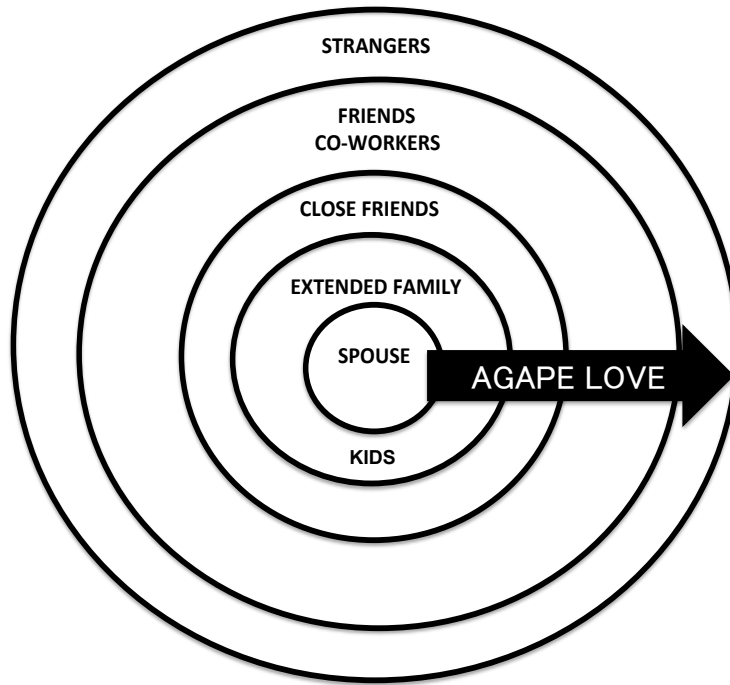 STRANGERS
FRIENDS
CO-WORKERS
CLOSE FRIENDS
EXTENDED FAMILY
SPOUSE
AGAPE LOVE
KIDS